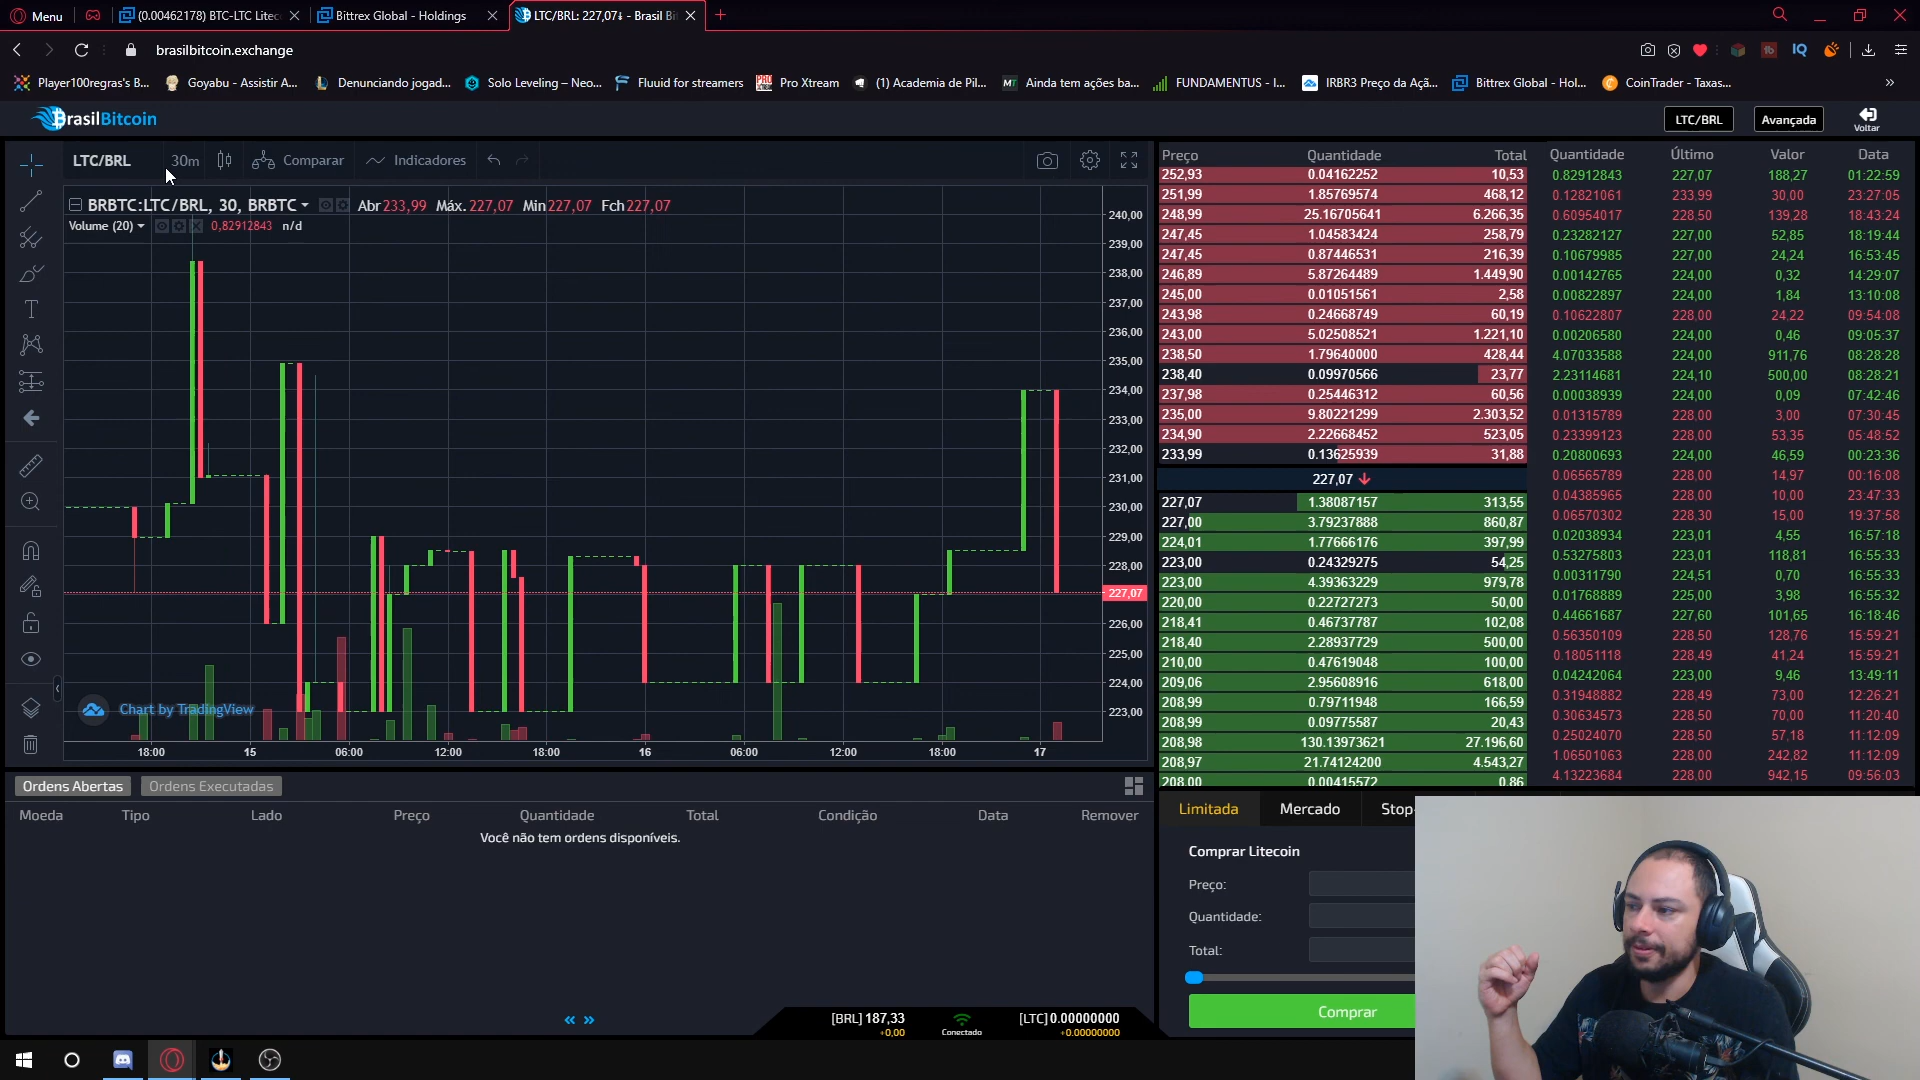 Menu
(0.00462178) BTC-LTC Litec
Bittrex Global - Holdings
LTC/BRL: 227,07↓ - Brasil Bi
brasilbitcoin.exchange
Player100regras's B...
Goyabu - Assistir A...
Denunciando jogad...
Solo Leveling – Neo...
Fluuid for streamers
Pro Xtream
(1) Academia de Pil...
Ainda tem ações ba...
FUNDAMENTUS - I...
IRBR3 Preço da Açã...
Bittrex Global - Hol...
CoinTrader - Taxas...
BrasilBitcoin
LTC/BRL
Avançada
Voltar
LTC/BRL 30m Comparar Indicadores
BRBTC:LTC/BRL, 30, BRBTC Abr 233,99 Máx. 227,07 Min 227,07 Fch 227,07
Volume (20) 0,82912843 n/d
240,00
239,00
238,00
237,00
236,00
235,00
234,00
233,00
232,00
231,00
230,00
229,00
228,00
227,07
226,00
225,00
224,00
223,00
Chart by TradingView
18:00 15 06:00 12:00 18:00 16 06:00 12:00 18:00 17
Preço Quantidade Total
252,93 0.04162252 10,53
251,99 1.85769574 468,12
248,99 25.16705641 6.266,35
247,45 1.04583424 258,79
247,45 0.87446531 216,39
246,89 5.87264489 1.449,90
245,00 0.01051561 2,58
243,98 0.24668749 60,19
243,00 5.02508521 1.221,10
238,50 1.79640000 428,44
238,40 0.09970566 23,77
237,98 0.25446312 60,56
235,00 9.80221299 2.303,52
234,90 2.22668452 523,05
233,99 0.13625939 31,88
227,07
227,07 1.38087157 313,55
227,00 3.79237888 860,87
224,01 1.77666176 397,99
223,00 0.24329275 54,25
223,00 4.39363229 979,78
220,00 0.22727273 50,00
218,41 0.46737787 102,08
218,40 2.28937729 500,00
210,00 0.47619048 100,00
209,06 2.95608916 618,00
208,99 0.79711948 166,59
208,99 0.09775587 20,43
208,98 130.13973621 27.196,60
208,97 21.74124200 4.543,27
208,00 0.00415572 0,86
Quantidade Último Valor Data
0.82912843 227,07 188,27 01:22:59
0.12821061 233,99 30,00 23:27:05
0.60954017 228,50 139,28 18:43:24
0.23282127 227,00 52,85 18:19:44
0.10679985 227,00 24,24 16:53:45
0.00142765 224,00 0,32 14:29:07
0.00822897 224,00 1,84 13:10:08
0.10622807 228,00 24,22 09:54:08
0.00206580 224,00 0,46 09:05:37
4.07033588 224,00 911,76 08:28:28
2.23114681 224,10 500,00 08:28:21
0.00038939 224,00 0,09 07:42:46
0.01315789 228,00 3,00 07:30:45
0.23399123 228,00 53,35 05:48:52
0.20800693 224,00 46,59 00:23:36
0.06565789 228,00 14,97 00:16:08
0.04385965 228,00 10,00 23:47:33
0.06570302 228,30 15,00 19:37:58
0.02038934 223,01 4,55 16:57:18
0.53275803 223,01 118,81 16:55:33
0.00311790 224,51 0,70 16:55:33
0.01768889 225,00 3,98 16:55:32
0.44661687 227,60 101,65 16:18:46
0.56350109 228,50 128,76 15:59:21
0.18051118 228,49 41,24 15:59:21
0.04242064 223,00 9,46 13:49:11
0.31948882 228,49 73,00 12:26:21
0.30634573 228,50 70,00 11:20:40
0.25024070 228,50 57,18 11:12:09
1.06501063 228,00 242,82 11:12:09
4.13223684 228,00 942,15 09:56:03
Ordens Abertas
Ordens Executadas
Moeda Tipo Lado Preço Quantidade Total Condição Data Remover
Você não tem ordens disponíveis.
Limitada Mercado Stop-
Comprar Litecoin
Preço:
Quantidade:
Total:
Comprar
[BRL] 187,33
+0,00
Conectado
[LTC] 0.00000000
+0.00000000